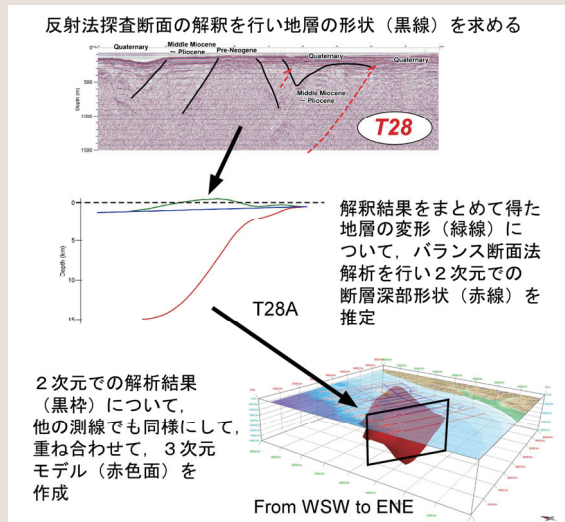 反射法探査断面の解釈を行い地層の形状（黒線）を求める
Quaternary
Middle Miocene
～ Pliocene
Pre-Neogene
Quaternary
Quaternary
Middle Miocene
～ Pliocene
Depth (m)
500
1000
1500
T28
0
5
10
15
Depth (km)
T28A
解釈結果をまとめて得た
地層の変形（緑線）に
ついて，バランス断面法
解析を行い２次元での
断層深部形状（赤線）を
推定
２次元での解析結果
（黒枠）について，
他の測線でも同様にして，
重ね合わせて，３次元
モデル（赤色面）を
作成
From WSW to ENE